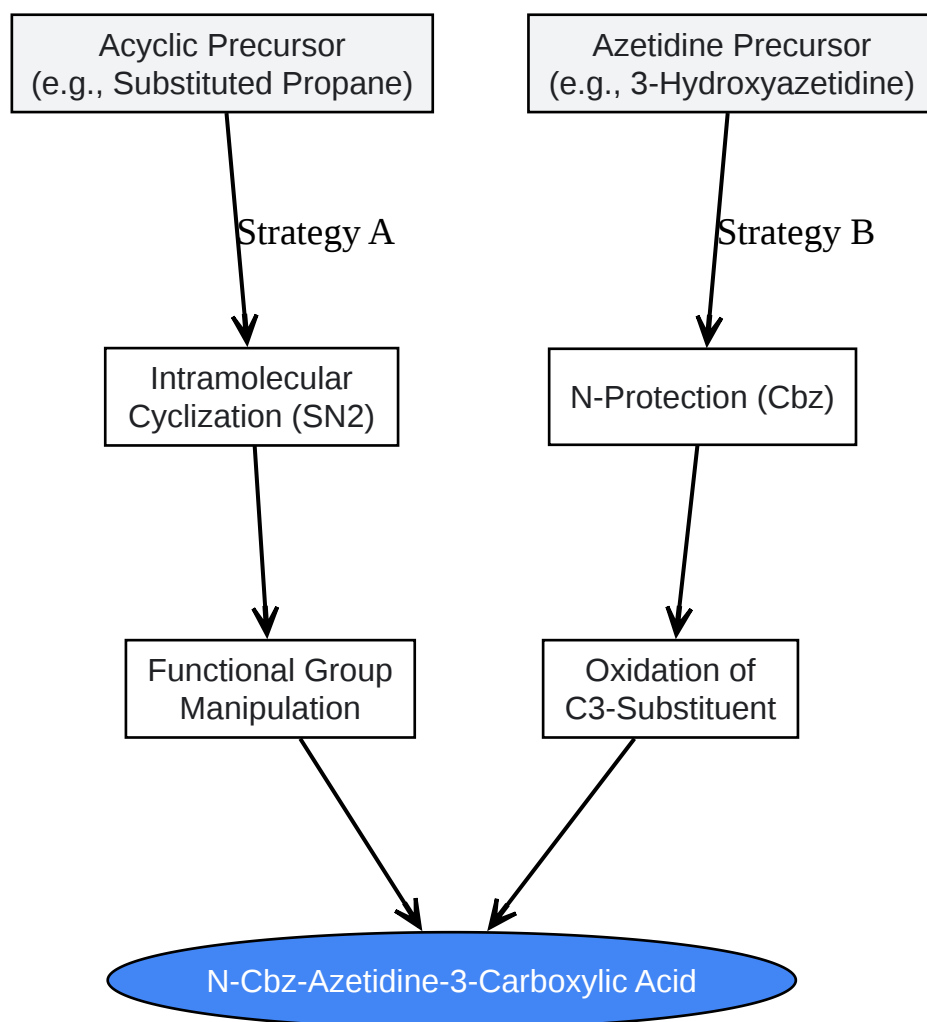 Acyclic Precursor
(e.g., Substituted Propane)
Azetidine Precursor
(e.g., 3-Hydroxyazetidine)
Strategy A
Strategy B
Intramolecular
Cyclization (SN2)
N-Protection (Cbz)
Functional Group
Manipulation
Oxidation of
C3-Substituent
N-Cbz-Azetidine-3-Carboxylic Acid